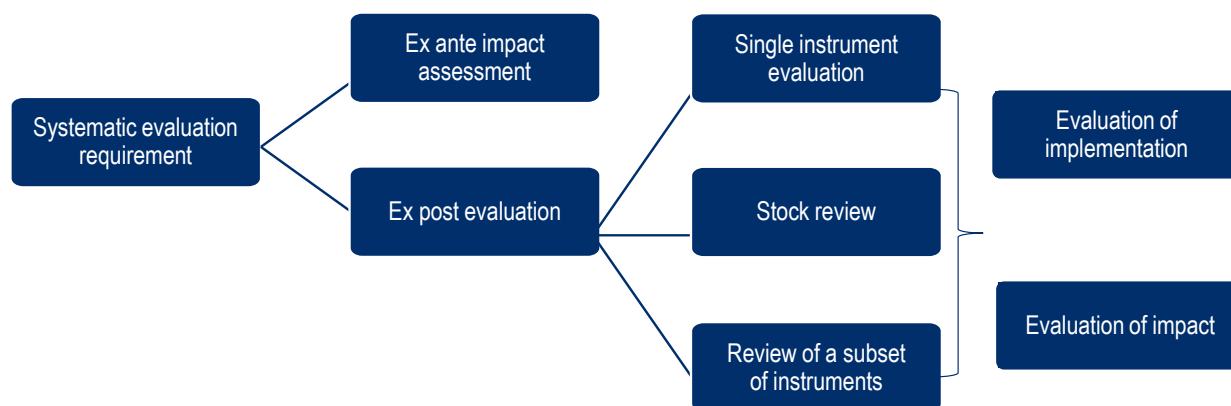 Systematic evaluation
requirement
Ex ante impact
assessment
Ex post evaluation
Single instrument
evaluation
Stock review
Review of a subset
of instruments
Evaluation of
implementation
Evaluation of impact